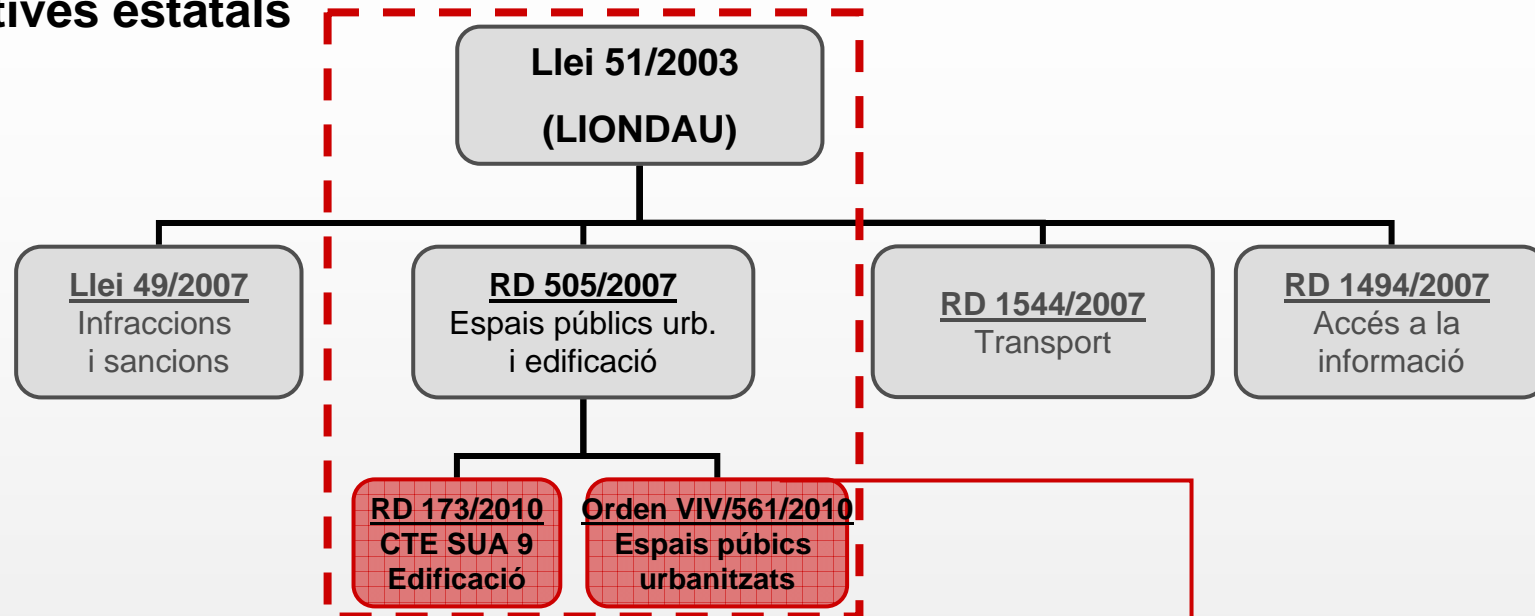 tives estatals
Llei 51/2003
(LIONDAU)
Llei 49/2007
Infraccions
i sancions
RD 505/2007
Espais públics urb.
i edificació
RD 1544/2007
Transport
RD 1494/2007
Accés a la
informació
RD 173/2010
CTE SUA 9
Edificació
Orden VIV/561/2010
Espais púbics
urbanitzats